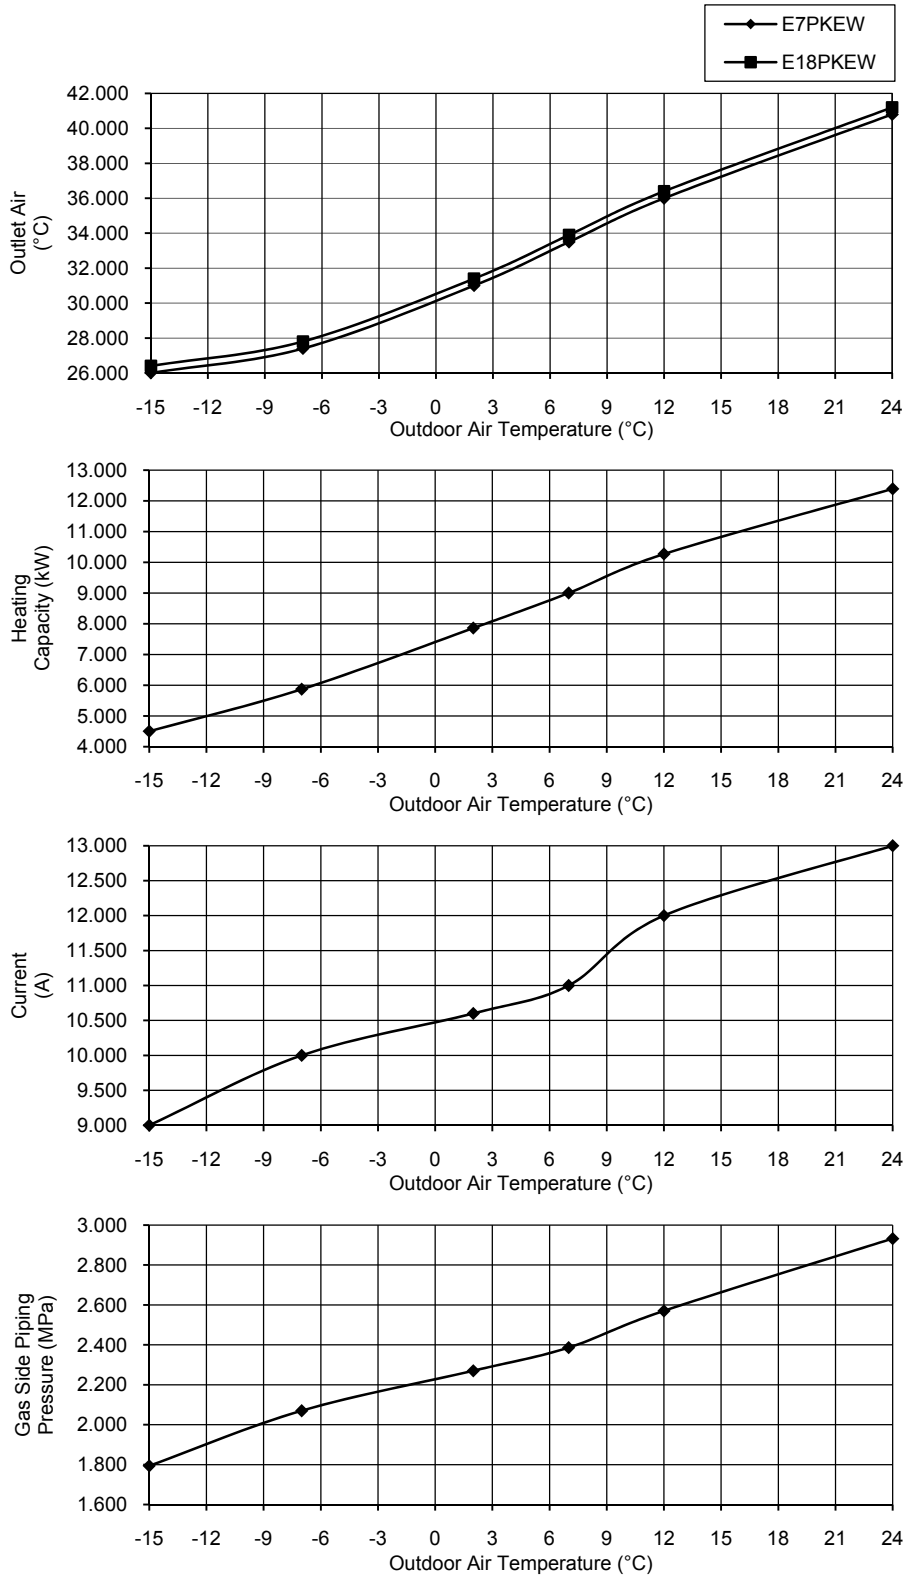 E7PKEW
E18PKEW
42.000
40.000
38.000
36.000
34.000
32.000
30.000
28.000
26.000
Outlet Air
(°C)
-15 -12 -9 -6 -3 0 3 6 9 12 15 18 21 24
Outdoor Air Temperature (°C)
13.000
12.000
11.000
10.000
9.000
8.000
7.000
6.000
5.000
4.000
Heating
Capacity (kW)
-15 -12 -9 -6 -3 0 3 6 9 12 15 18 21 24
Outdoor Air Temperature (°C)
13.000
12.500
12.000
11.500
11.000
10.500
10.000
9.500
9.000
Current
(A)
-15 -12 -9 -6 -3 0 3 6 9 12 15 18 21 24
Outdoor Air Temperature (°C)
3.000
2.800
2.600
2.400
2.200
2.000
1.800
1.600
Gas Side Piping
Pressure (MPa)
-15 -12 -9 -6 -3 0 3 6 9 12 15 18 21 24
Outdoor Air Temperature (°C)